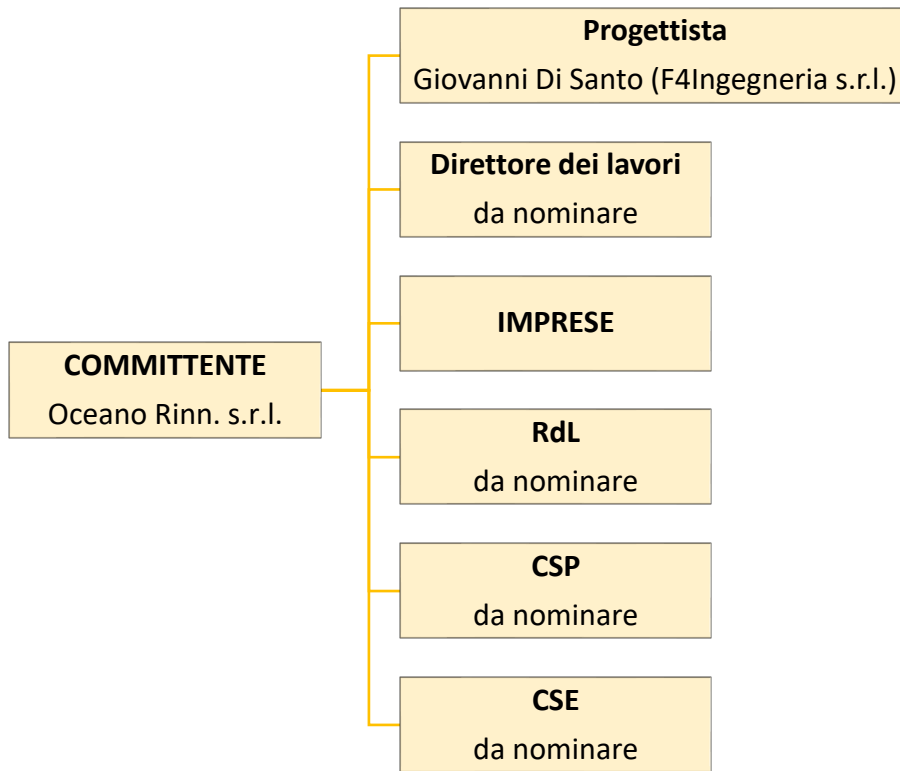 Progettista
Giovanni Di Santo (F4Ingegneria s.r.l.)
Direttore dei lavori
da nominare
IMPRESE
COMMITTENTE
Oceano Rinn. s.r.l.
RdL
da nominare
CSP
da nominare
CSE
da nominare